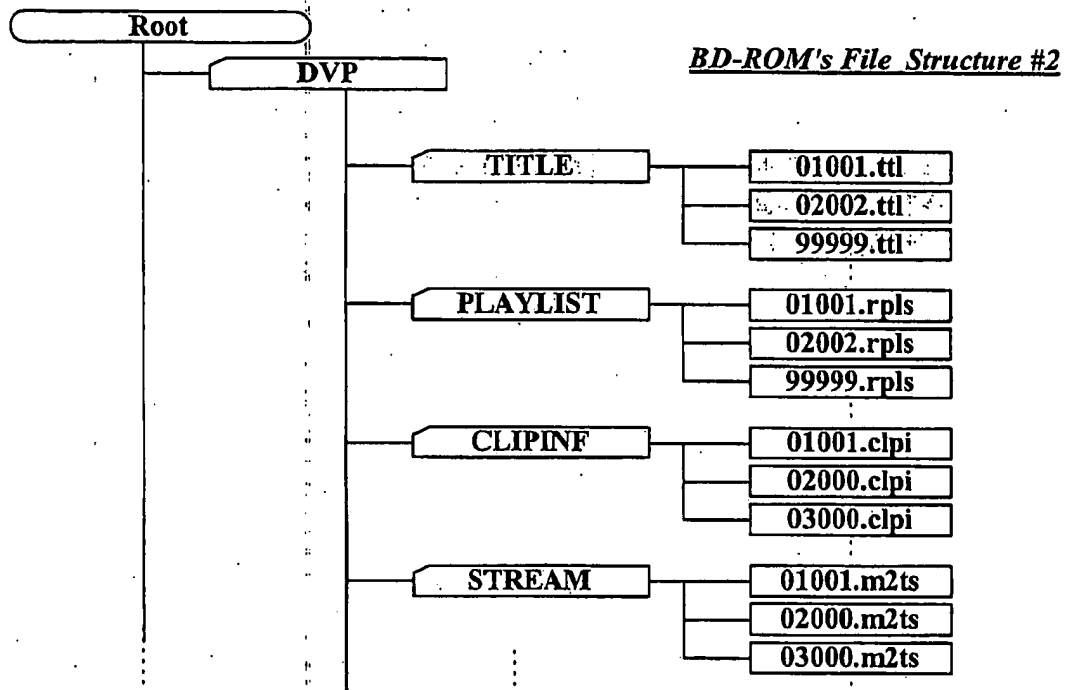 Root
BD-ROM's File Structure #2
DVP
TITLE
01001.ttl
02002.ttl
99999.ttl
PLAYLIST
01001.rpls
02002.rpls
99999.rpls
CLIPINF
01001.clpi
02000.clpi
03000.clpi
STREAM
01001.m2ts
02000.m2ts
03000.m2ts